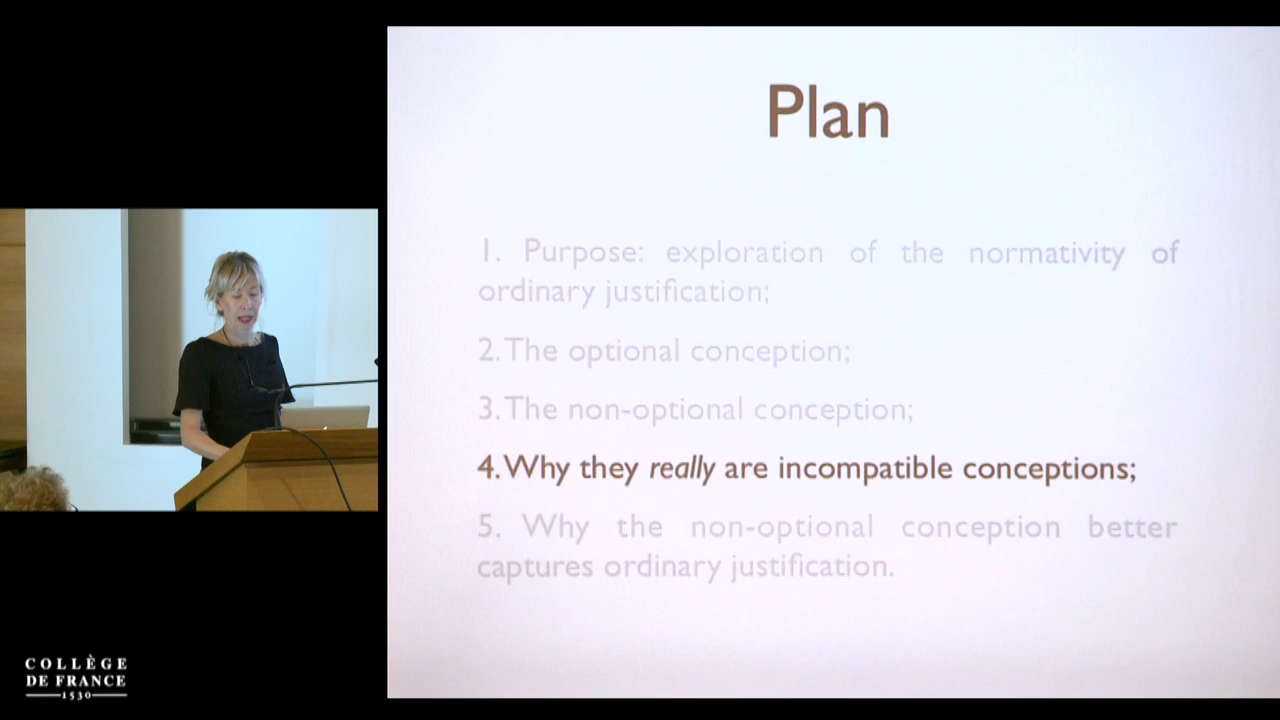 Plan
1. Purpose: exploration of the normativity of
ordinary justification;
2. The optional conception;
3. The non-optional conception;
4. Why they really are incompatible conceptions;
5. Why the non-optional conception better
captures ordinary justification.
COLLÈGE
DE FRANCE
1530